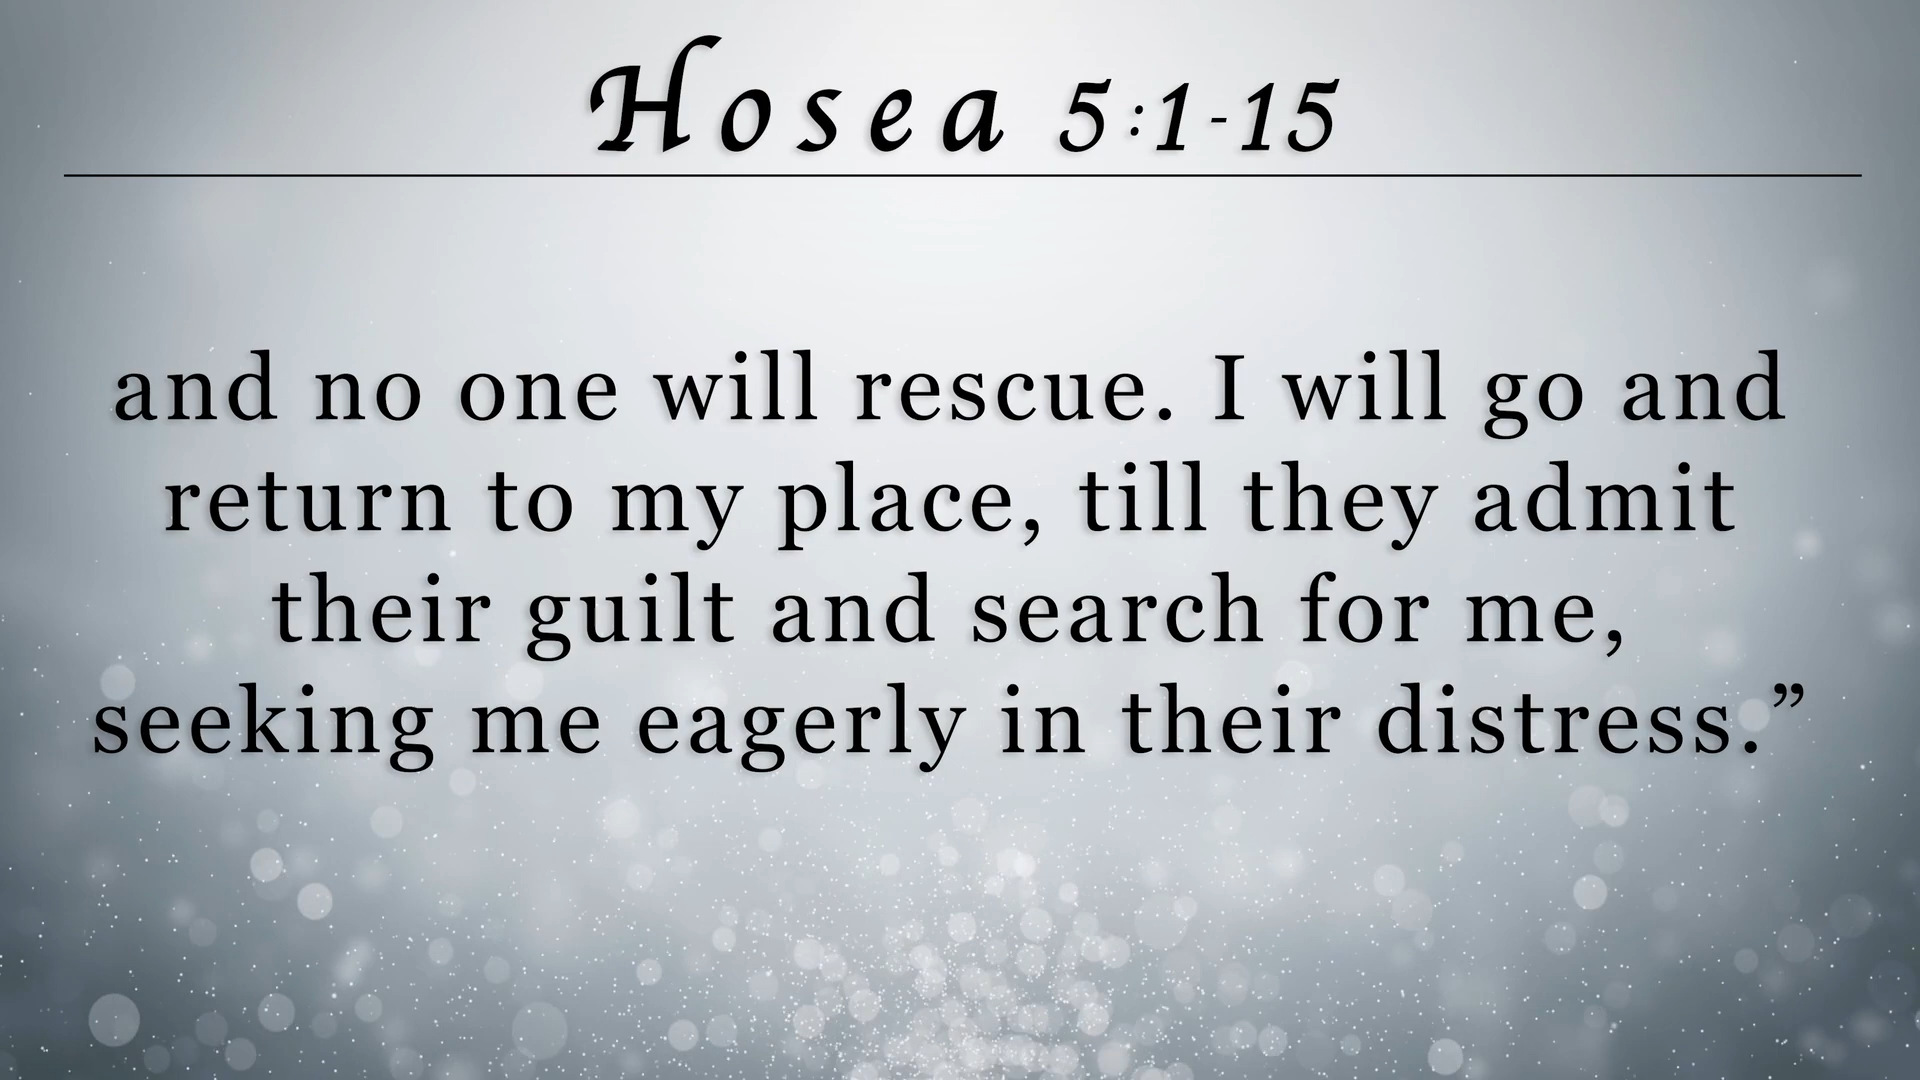 Hosea 5:1-15
and no one will rescue. I will go and
return to my place, till they admit
their guilt and search for me,
seeking me eagerly in their distress.”